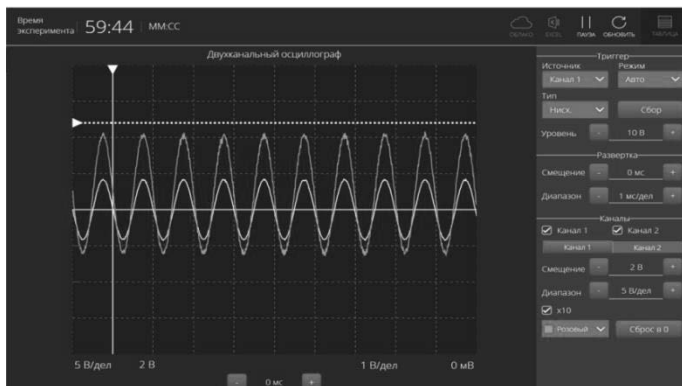 Время
эксперимента 59:44 ММ:СС
ОБЛАКО EXCEL ПАУЗА ОБНОВИТЬ ТАБЛИЦА
Двухканальный осциллограф
Триггер
Источник Режим
Канал 1 Авто
Тип
Нисх. Сбор
Уровень - 10 В +
Развертка
Смещение - 0 мс +
Диапазон - 1 мс/дел +
Каналы
Канал 1 Канал 2
Канал 1 Канал 2
Смещение - 2 В +
Диапазон - 5 В/дел +
x10
Розовый Сброс в 0
5 В/дел 2 В 1 В/дел 0 мВ
- 0 мс +